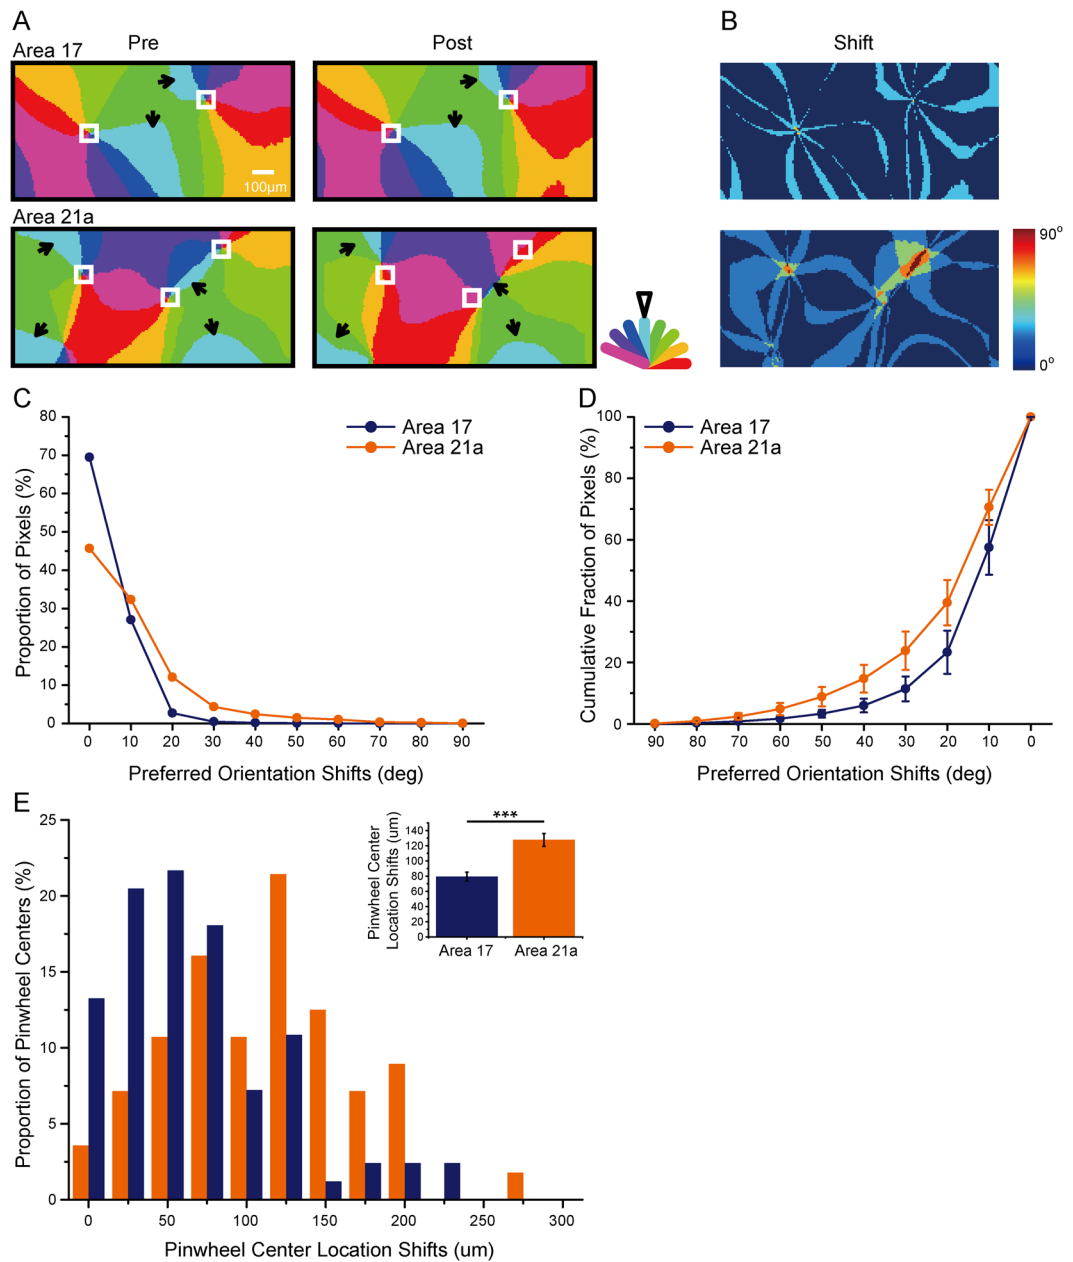 A
B
Pre
Post
Shift
Area 17
100µm
Area 21a
90°
0°
C
Area 17
Area 21a
Proportion of Pixels (%)
80
70
60
50
40
30
20
10
0
0 10 20 30 40 50 60 70 80 90
Preferred Orientation Shifts (deg)
D
Area 17
Area 21a
Cumulative Fraction of Pixels (%)
100
80
60
40
20
0
90 80 70 60 50 40 30 20 10 0
Preferred Orientation Shifts (deg)
E
Proportion of Pinwheel Centers (%)
25
20
15
10
5
0
0 50 100 150 200 250 300
Pinwheel Center Location Shifts (um)
Pinwheel Center
Location Shifts (um)
***
140
120
100
80
60
40
20
0
Area 17 Area 21a